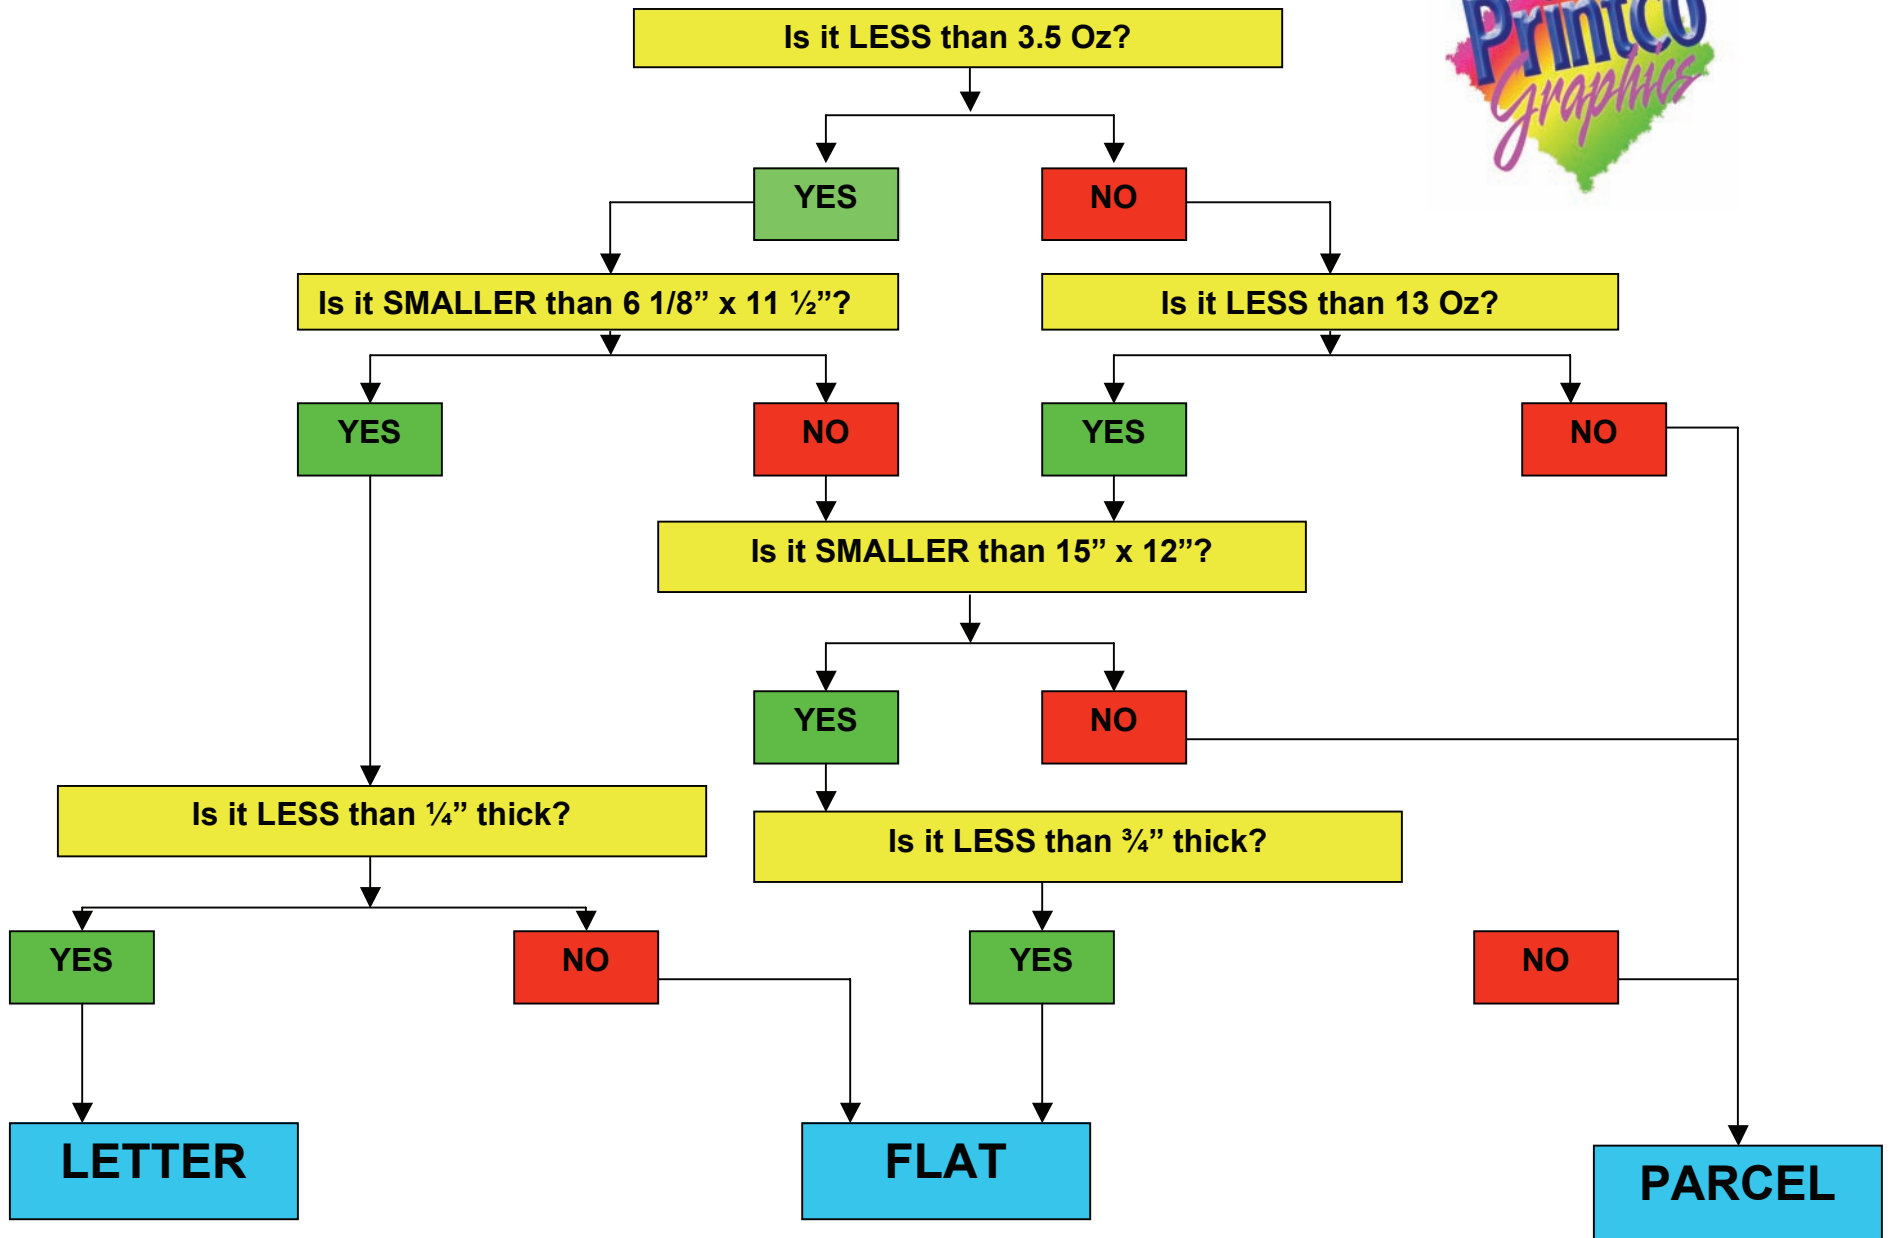 Is it LESS than 3.5 Oz?
Printco
Graphics
YES
NO
Is it SMALLER than 6 1/8” x 11 ½”?
Is it LESS than 13 Oz?
YES
NO
YES
NO
Is it SMALLER than 15” x 12”?
YES
NO
Is it LESS than ¼” thick?
Is it LESS than ¾” thick?
YES
NO
YES
NO
LETTER
FLAT
PARCEL